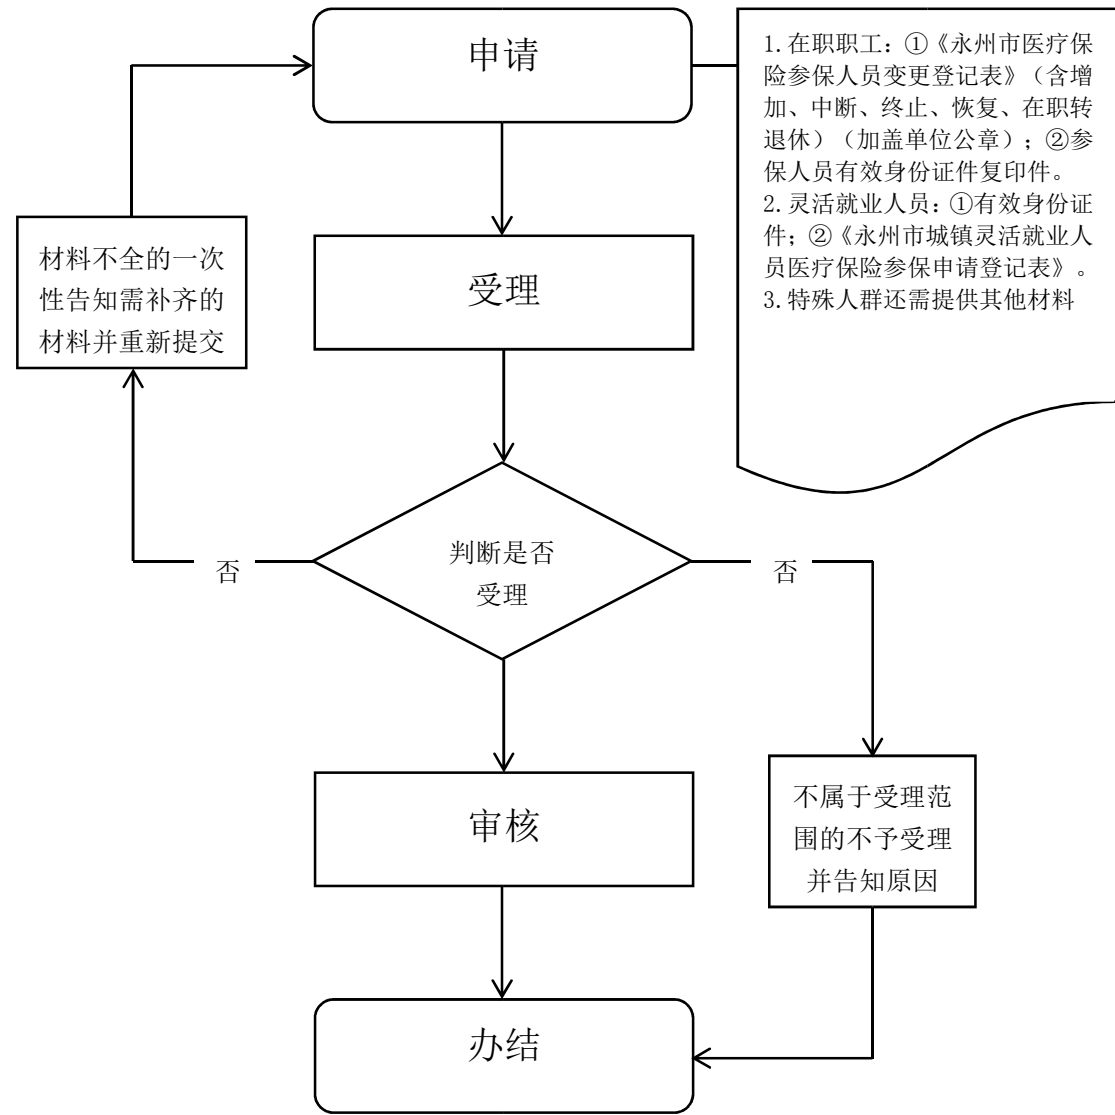 申请
1.在职职工：①《永州市医疗保
险参保人员变更登记表》（含增
加、中断、终止、恢复、在职转
退休）（加盖单位公章）；②参
保人员有效身份证件复印件。
2.灵活就业人员：①有效身份证
件；②《永州市城镇灵活就业人
员医疗保险参保申请登记表》。
3.特殊人群还需提供其他材料
材料不全的一次
性告知需补齐的
材料并重新提交
受理
判断是否
受理
否
否
审核
不属于受理范
围的不予受理
并告知原因
办结